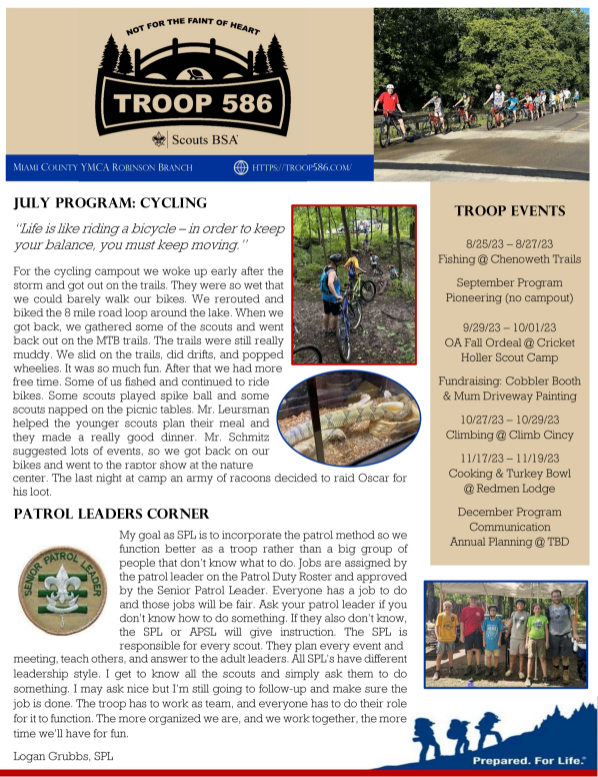 NOT FOR THE FAINT OF HEART
TROOP 586
Scouts BSA
MIAMI COUNTY YMCA ROBINSON BRANCH
HTTPS://TROOP586.COM/
JULY PROGRAM: CYCLING
“Life is like riding a bicycle – in order to keep
your balance, you must keep moving.”
For the cycling campout we woke up early after the
storm and got out on the trails. They were so wet that
we could barely walk our bikes. We rerouted and
biked the 8 mile road loop around the lake. When we
got back, we gathered some of the scouts and went
back out on the MTB trails. The trails were still really
muddy. We slid on the trails, did drifts, and popped
wheelies. It was so much fun. After that we had more
free time. Some of us fished and continued to ride
bikes. Some scouts played spike ball and some
scouts napped on the picnic tables. Mr. Leursman
helped the younger scouts plan their meal and
they made a really good dinner. Mr. Schmitz
suggested lots of events, so we got back on our
bikes and went to the raptor show at the nature
center. The last night at camp an army of racoons decided to raid Oscar for
his loot.
PATROL LEADERS CORNER
SENIOR PATROL LEADER
My goal as SPL is to incorporate the patrol method so we
function better as a troop rather than a big group of
people that don’t know what to do. Jobs are assigned by
the patrol leader on the Patrol Duty Roster and approved
by the Senior Patrol Leader. Everyone has a job to do
and those jobs will be fair. Ask your patrol leader if you
don’t know how to do something. If they also don’t know,
the SPL or APSL will give instruction. The SPL is
responsible for every scout. They plan every event and
meeting, teach others, and answer to the adult leaders. All SPL’s have different
leadership style. I get to know all the scouts and simply ask them to do
something. I may ask nice but I’m still going to follow-up and make sure the
job is done. The troop has to work as team, and everyone has to do their role
for it to function. The more organized we are, and we work together, the more
time we’ll have for fun.
Logan Grubbs, SPL
TROOP EVENTS
8/25/23 – 8/27/23
Fishing @ Chenoweth Trails
September Program
Pioneering (no campout)
9/29/23 – 10/01/23
OA Fall Ordeal @ Cricket
Holler Scout Camp
Fundraising: Cobbler Booth
& Mum Driveway Painting
10/27/23 – 10/29/23
Climbing @ Climb Cincy
11/17/23 – 11/19/23
Cooking & Turkey Bowl
@ Redmen Lodge
December Program
Communication
Annual Planning @ TBD
Prepared. For Life.